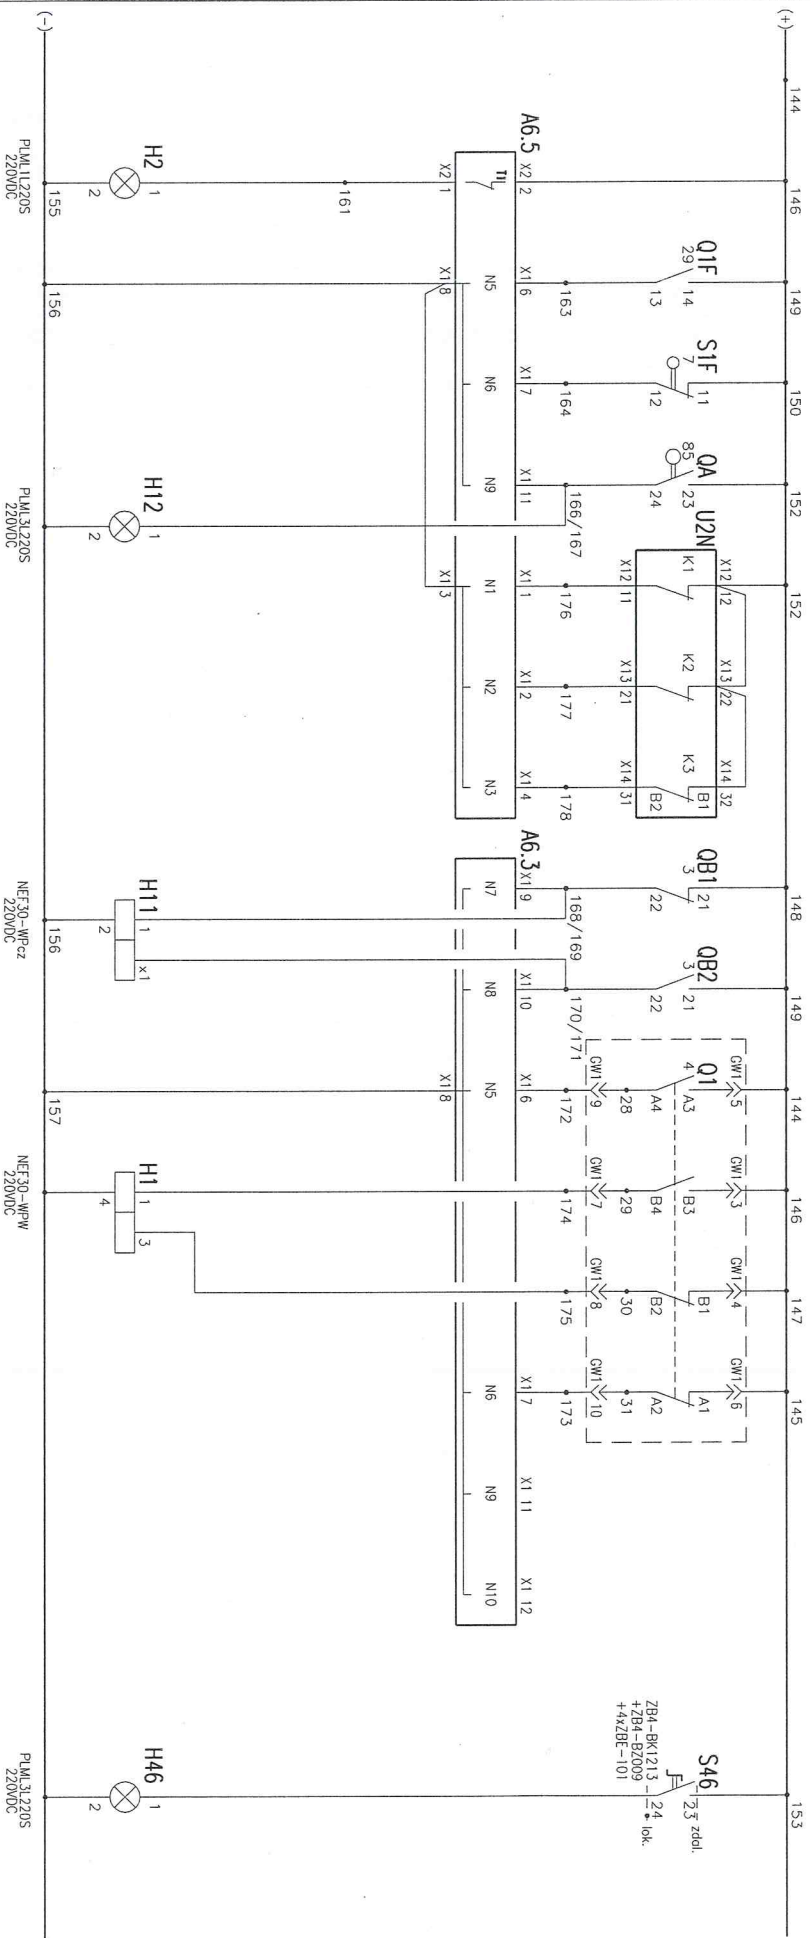 (+)
144
146
149
150
152
152
148
149
144
146
147
145
153
Q1F
29
14
13
S1F
7
11
12
QA
85
23
24
U2N
X12 12
K1
X12 11
X13 22
K2
X13 21
X14 32
K3
B1
B2
X14 31
QB1
3
21
22
QB2
3
21
22
Q1
4
GW1 5
A3
A4
28
GW1 9
GW1 3
B3
B4
29
GW1 7
GW1 4
B1
B2
30
GW1 8
GW1 6
A1
A2
31
GW1 10
S46
23 zdal.
24 lok.
ZB4-BK1213
+ZB4-BZ009
+4xZBE-101
163
164
166/167
176
177
178
168/169
170/171
172
174
175
173
A6.5
X2 2
T1
X2 1
X1 6
N5
X1 8
X1 7
N6
X1 11
N9
X1 1
N1
X1 3
X1 2
N2
X1 4
N3
A6.3
X1 9
N7
X1 10
N8
X1 6
N5
X1 8
X1 7
N6
X1 11
N9
X1 12
N10
161
H2
1
2
H12
1
2
H11
1
x1
2
H1
1
3
4
H46
1
2
(-)
155
156
156
157
PLML1L220S
220VDC
PLML3L220S
220VDC
NEF30-WPcz
220VDC
NEF30-WPW
220VDC
PLML3L220S
220VDC